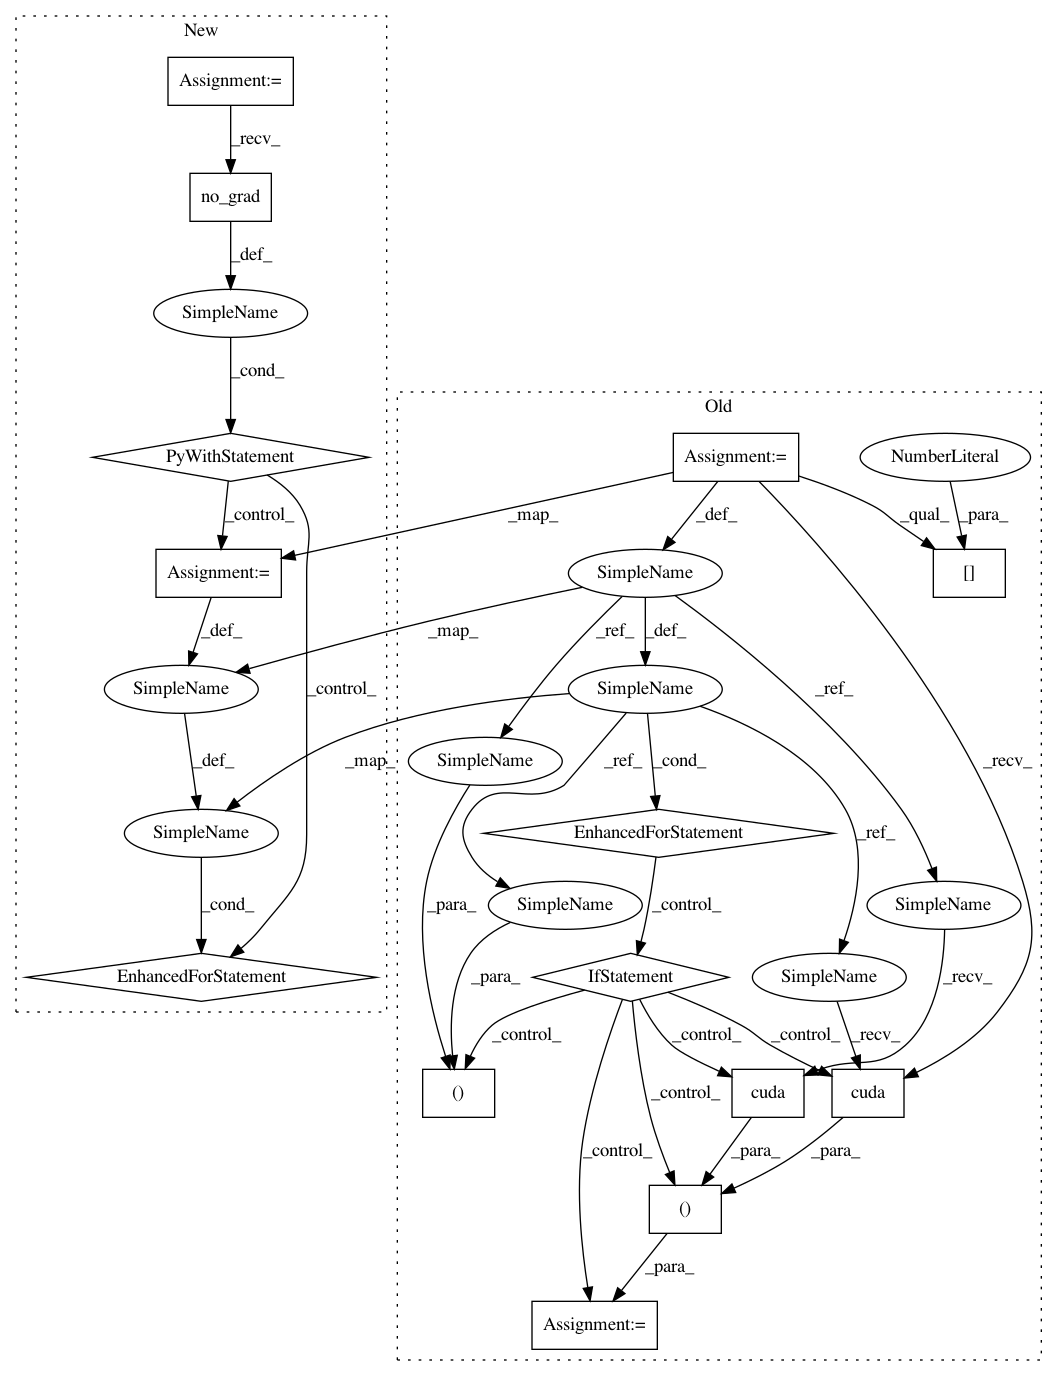 New
Assignment:=
_recv_
no_grad
_def_
SimpleName
_cond_
Old
PyWithStatement
Assignment:=
NumberLiteral
_control_
_map_
_def_
_qual_
_para_
Assignment:=
SimpleName
[]
_def_
_map_
_ref_
_def_
_ref_
SimpleName
_control_
SimpleName
_def_
_map_
SimpleName
_ref_
_cond_
_recv_
SimpleName
EnhancedForStatement
_ref_
_cond_
_para_
SimpleName
_control_
SimpleName
EnhancedForStatement
_para_
IfStatement
SimpleName
_recv_
_control_
_control_
_control_
_recv_
()
_control_
cuda
cuda
_control_
_para_
_para_
()
_para_
Assignment:=